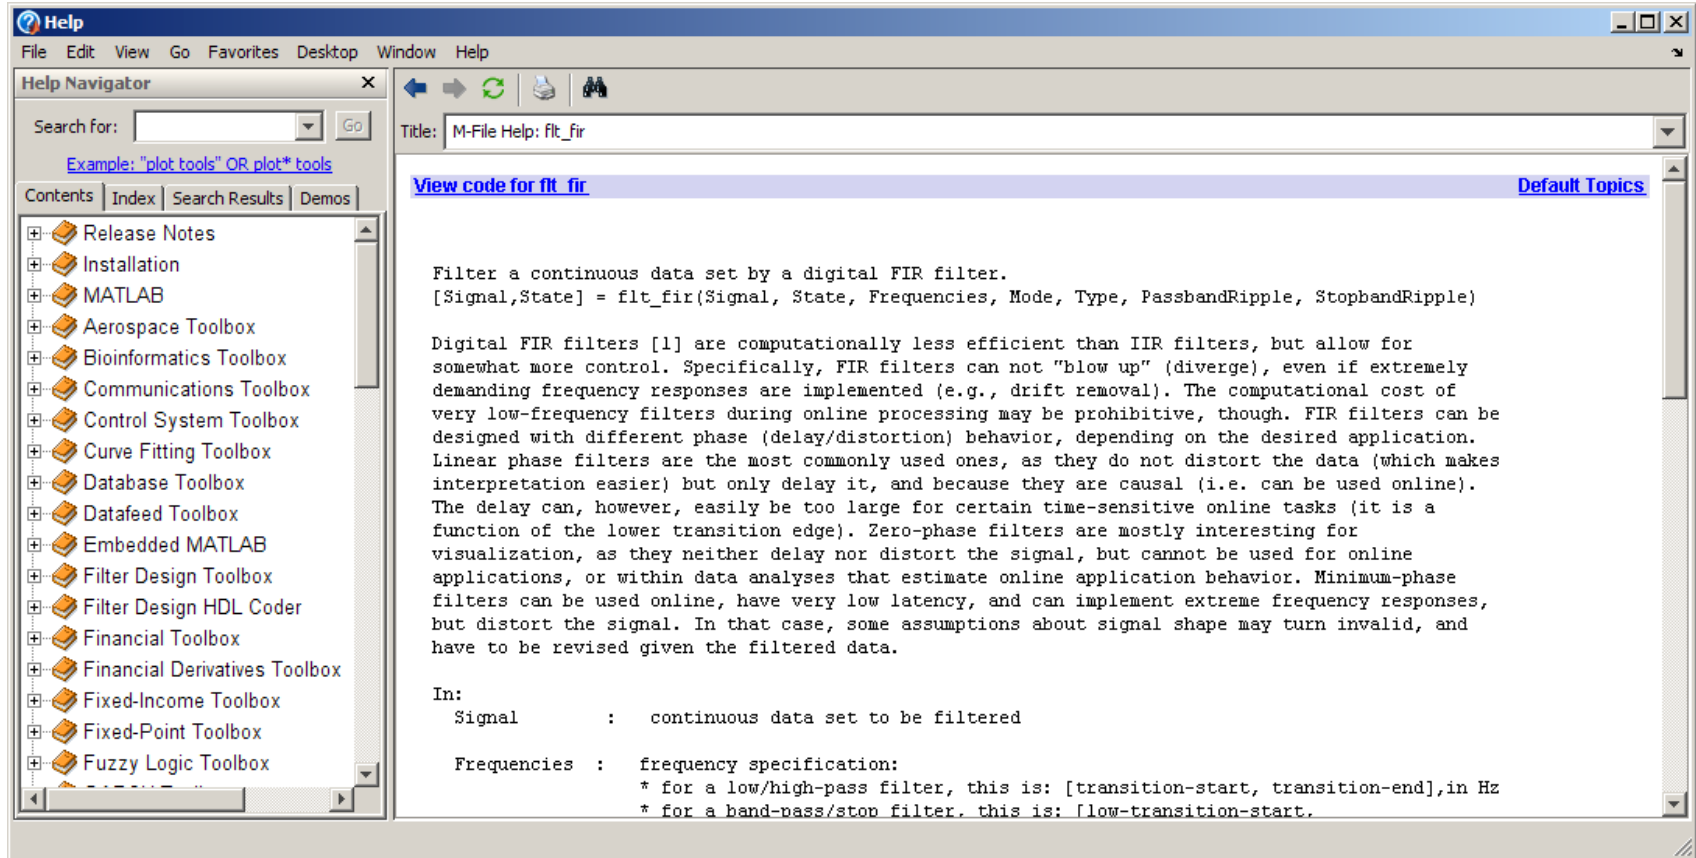 Help
File Edit View Go Favorites Desktop Window Help
Help Navigator
Search for: Go
Example: "plot tools" OR plot* tools
Contents Index Search Results Demos
Release Notes
Installation
MATLAB
Aerospace Toolbox
Bioinformatics Toolbox
Communications Toolbox
Control System Toolbox
Curve Fitting Toolbox
Database Toolbox
Datafeed Toolbox
Embedded MATLAB
Filter Design Toolbox
Filter Design HDL Coder
Financial Toolbox
Financial Derivatives Toolbox
Fixed-Income Toolbox
Fixed-Point Toolbox
Fuzzy Logic Toolbox
Title: M-File Help: flt_fir
View code for flt_fir Default Topics
Filter a continuous data set by a digital FIR filter.
[Signal,State] = flt_fir(Signal, State, Frequencies, Mode, Type, PassbandRipple, StopbandRipple)
Digital FIR filters [1] are computationally less efficient than IIR filters, but allow for
somewhat more control. Specifically, FIR filters can not "blow up" (diverge), even if extremely
demanding frequency responses are implemented (e.g., drift removal). The computational cost of
very low-frequency filters during online processing may be prohibitive, though. FIR filters can be
designed with different phase (delay/distortion) behavior, depending on the desired application.
Linear phase filters are the most commonly used ones, as they do not distort the data (which makes
interpretation easier) but only delay it, and because they are causal (i.e. can be used online).
The delay can, however, easily be too large for certain time-sensitive online tasks (it is a
function of the lower transition edge). Zero-phase filters are mostly interesting for
visualization, as they neither delay nor distort the signal, but cannot be used for online
applications, or within data analyses that estimate online application behavior. Minimum-phase
filters can be used online, have very low latency, and can implement extreme frequency responses,
but distort the signal. In that case, some assumptions about signal shape may turn invalid, and
have to be revised given the filtered data.
In:
Signal : continuous data set to be filtered
Frequencies : frequency specification:
* for a low/high-pass filter, this is: [transition-start, transition-end],in Hz
* for a band-pass/stop filter, this is: [low-transition-start,